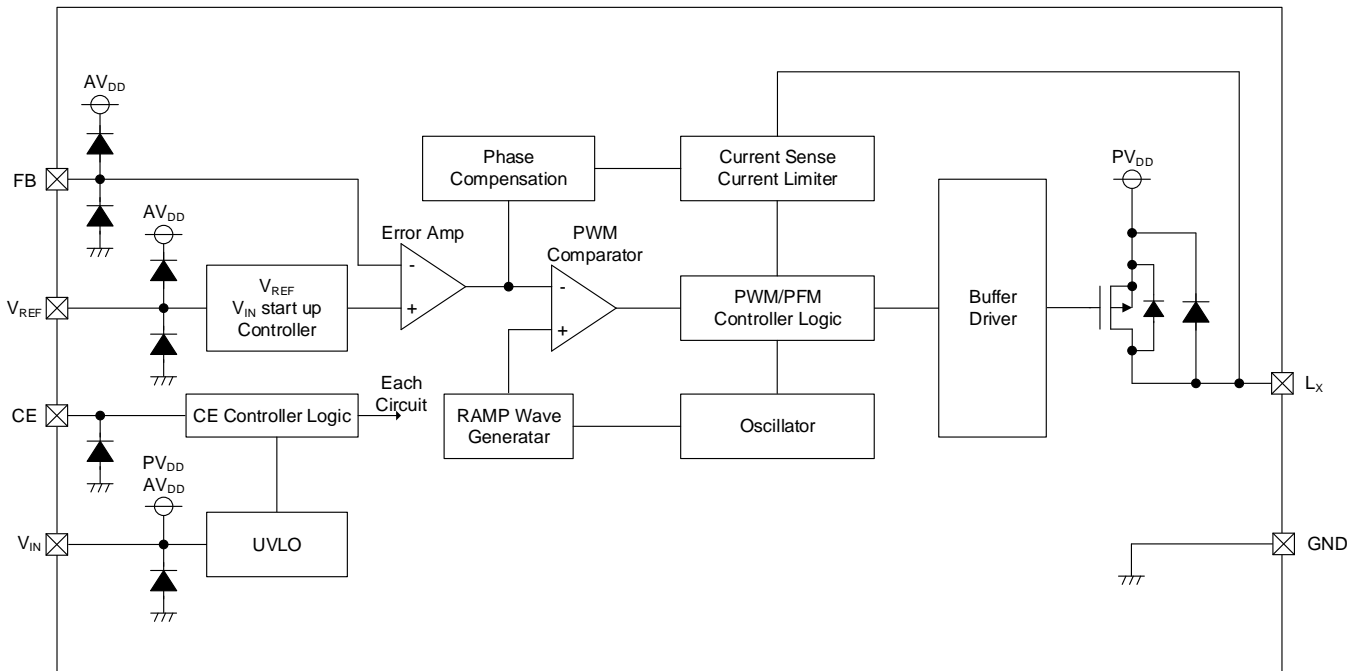 AVDD
FB
AVDD
VREF
VREF
VIN start up
Controller
Error Amp
-
+
Phase
Compensation
Current Sense
Current Limiter
PWM
Comparator
-
+
PWM/PFM
Controller Logic
Buffer
Driver
PVDD
LX
CE
CE Controller Logic
Each
Circuit
RAMP Wave
Generatar
Oscillator
PVDD
AVDD
VIN
UVLO
GND